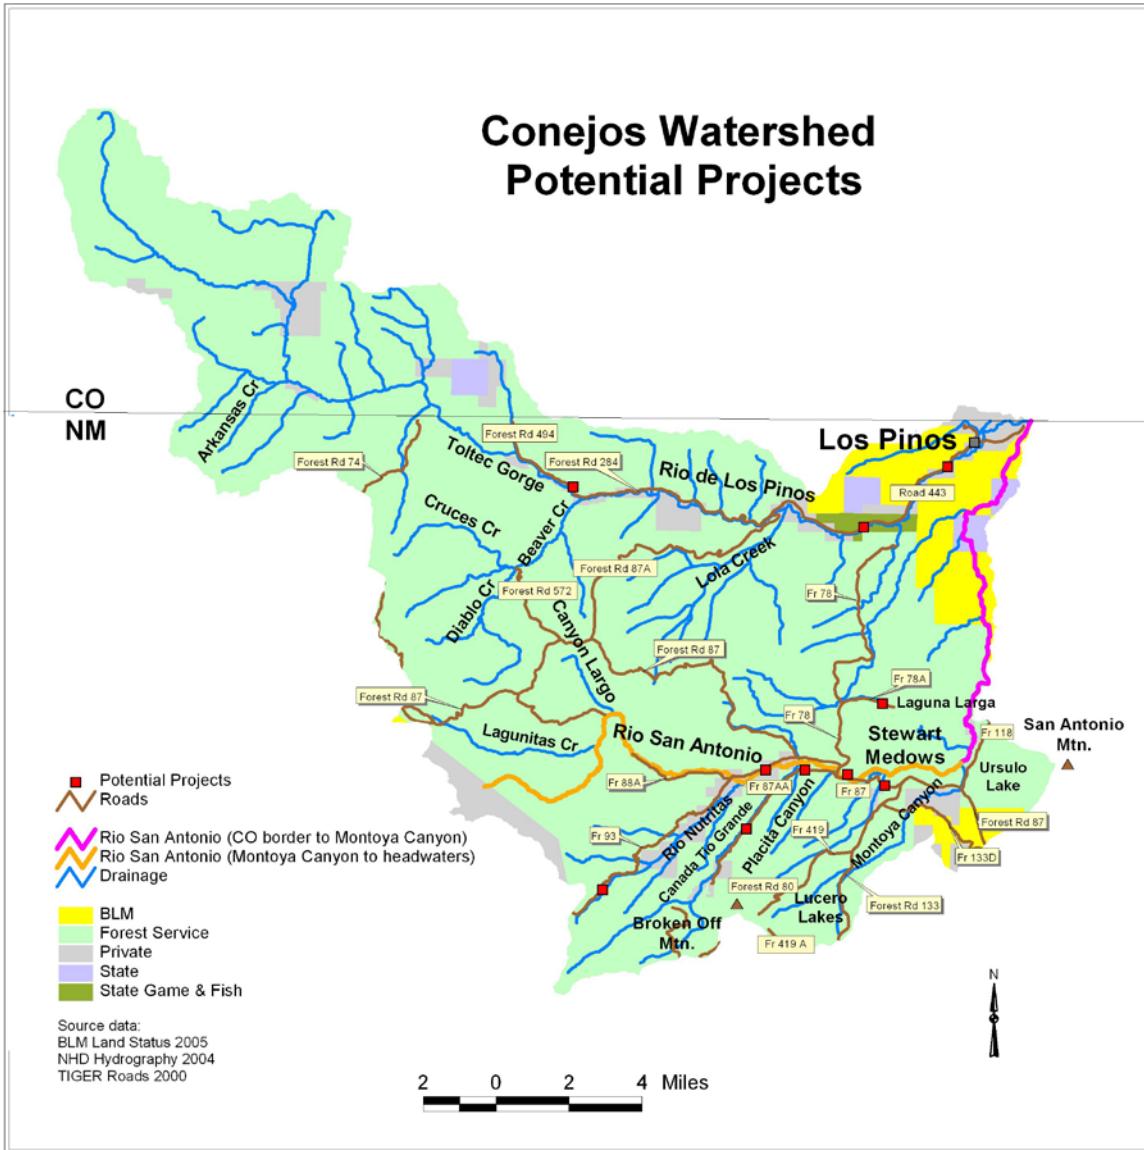 Conejos Watershed
Potential Projects
CO
NM
Arkansas Cr
Los Pinos
Forest Rd 494
Toltec Gorge
Forest Rd 74
Forest Rd 284
Rio de Los Pinos
Road 443
Cruces Cr
Beaver Cr
Lola Creek
Forest Rd 87A
Forest Rd 572
Diablo Cr
Fr 78
Canyon Largo
Forest Rd 87
Fr 78A
Forest Rd 87
Laguna Larga
Fr 78
Lagunitas Cr
Rio San Antonio
Stewart
Medows
Fr 118
San Antonio
Mtn.
Ursulo
Lake
Fr 88A
Fr 87AA
Fr 87
Rio Nutritas
Canada Tio Grande
Placita Canyon
Montoya Canyon
Fr 93
Fr 419
Forest Rd 87
Fr 133D
Forest Rd 80
Lucero
Lakes
Forest Rd 133
Broken Off
Mtn.
Fr 419 A
Potential Projects
Roads
Rio San Antonio (CO border to Montoya Canyon)
Rio San Antonio (Montoya Canyon to headwaters)
Drainage
BLM
Forest Service
Private
State
State Game & Fish
Source data:
BLM Land Status 2005
NHD Hydrography 2004
TIGER Roads 2000
N
2 0 2 4 Miles